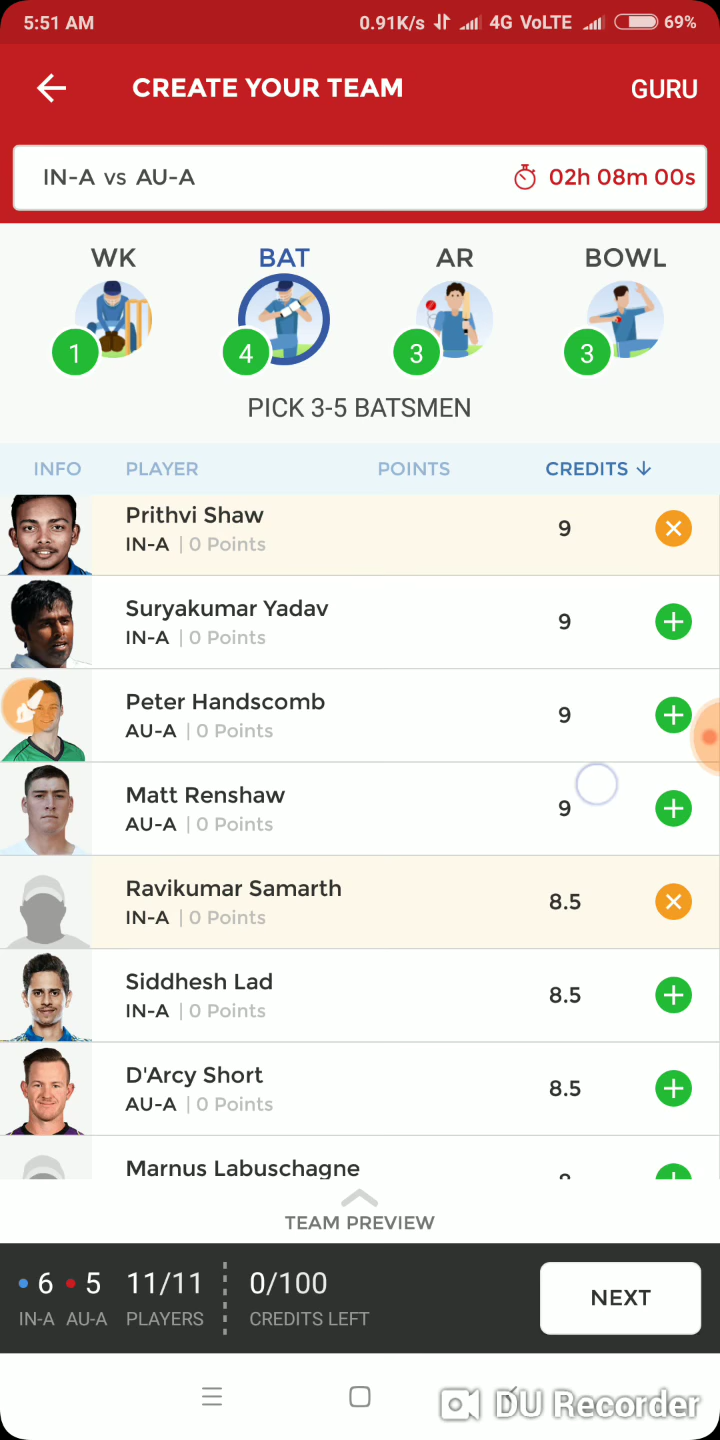 5:51 AM 0.91K/s 4G VoLTE 69%
CREATE YOUR TEAM GURU
IN-A vs AU-A 02h 08m 00s
WK BAT AR BOWL
1 4 3 3
PICK 3-5 BATSMEN
INFO PLAYER POINTS CREDITS
Prithvi Shaw
IN-A | 0 Points 9
Suryakumar Yadav
IN-A | 0 Points 9
Peter Handscomb
AU-A | 0 Points 9
Matt Renshaw
AU-A | 0 Points 9
Ravikumar Samarth
IN-A | 0 Points 8.5
Siddhesh Lad
IN-A | 0 Points 8.5
D'Arcy Short
AU-A | 0 Points 8.5
Marnus Labuschagne
TEAM PREVIEW
6 5 11/11 0/100
IN-A AU-A PLAYERS CREDITS LEFT
NEXT
DU Recorder